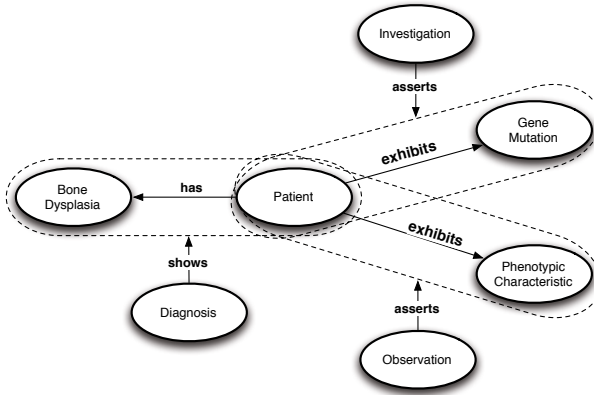 Investigation
asserts
Gene
Mutation
exhibits
Bone
Dysplasia
has
Patient
exhibits
Phenotypic
Characteristic
shows
Diagnosis
asserts
Observation